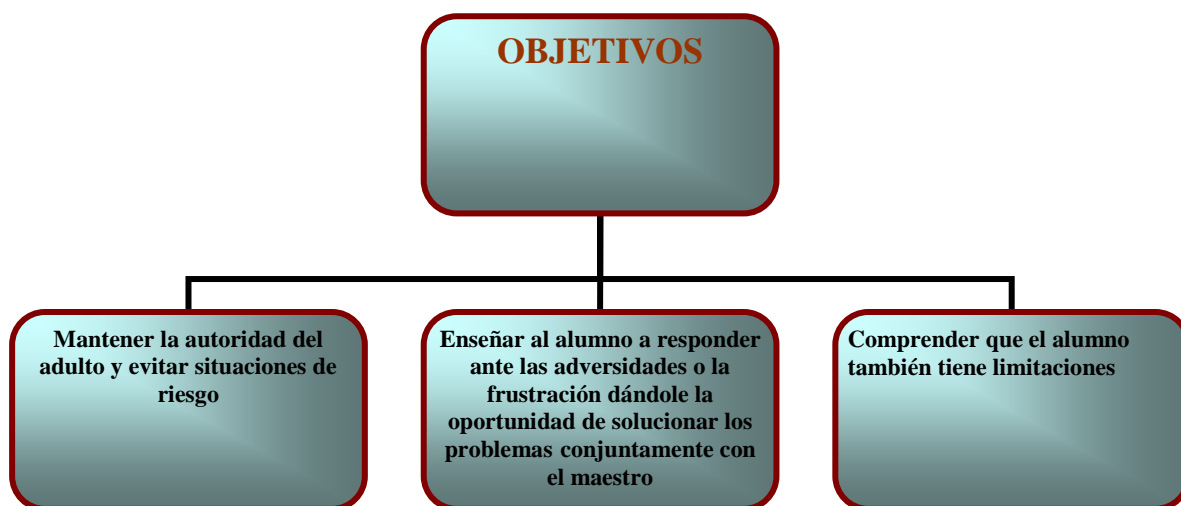 OBJETIVOS
Mantener la autoridad del
adulto y evitar situaciones de
riesgo
Enseñar al alumno a responder
ante las adversidades o la
frustración dándole la
oportunidad de solucionar los
problemas conjuntamente con
el maestro
Comprender que el alumno
también tiene limitaciones